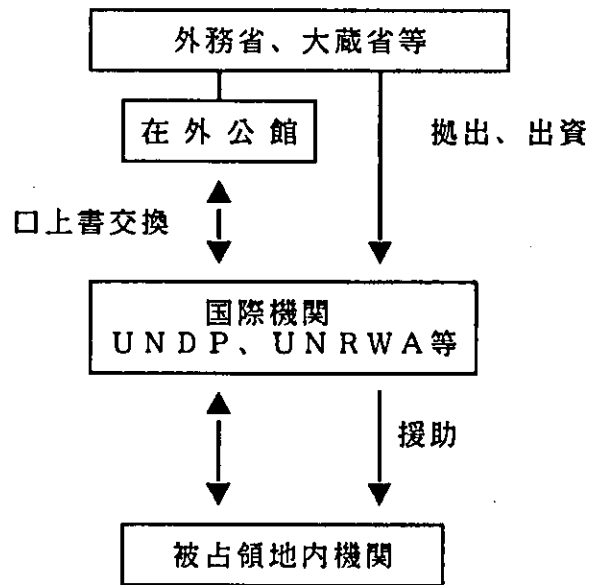 外務省、大蔵省等
在外公館
拠出、出資
口上書交換
国際機関
UNDP、UNRWA等
援助
被占領地内機関